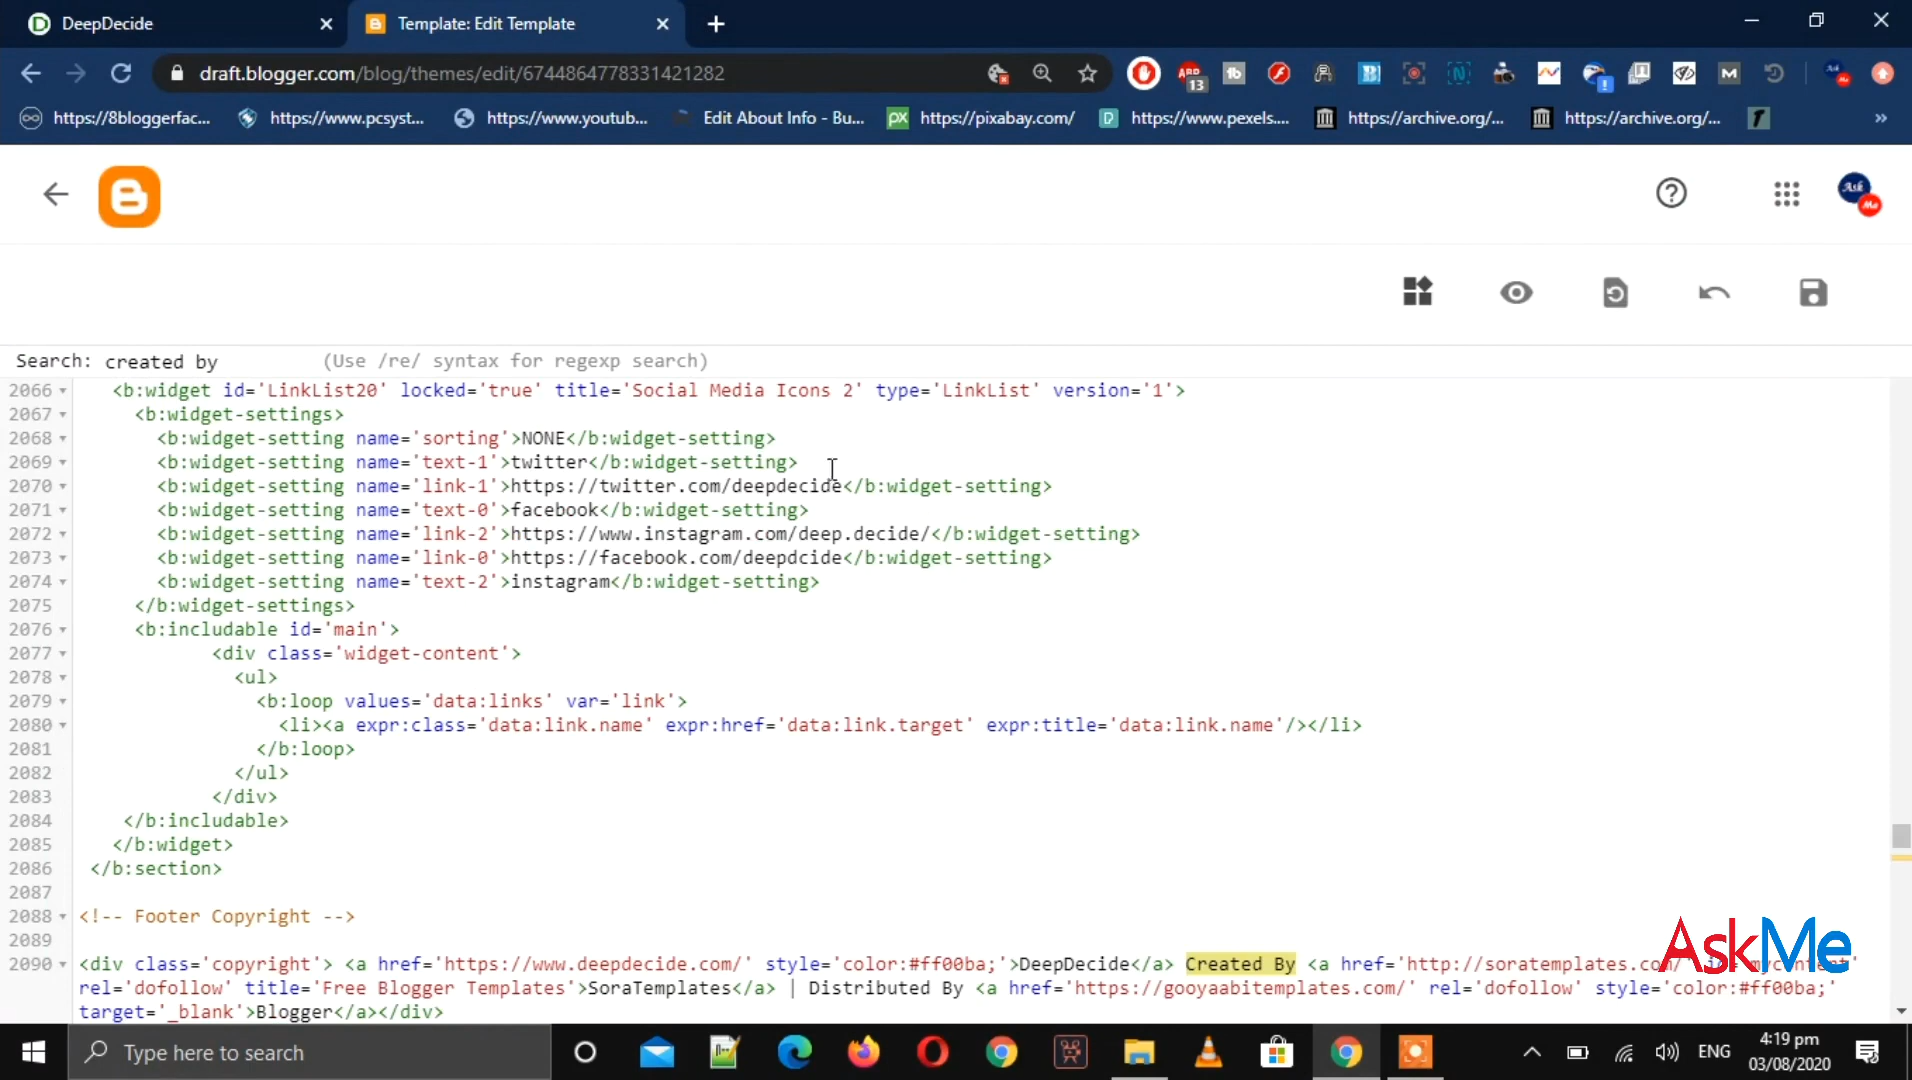 DeepDecide
Template: Edit Template
draft.blogger.com/blog/themes/edit/6744864778331421282
13
https://8bloggerfac...
https://www.pcsyst...
https://www.youtub...
Edit About Info - Bu...
https://pixabay.com/
https://www.pexels....
https://archive.org/...
https://archive.org/...
»
Ask
Me
Search: created by (Use /re/ syntax for regexp search)
2066 <b:widget id='LinkList20' locked='true' title='Social Media Icons 2' type='LinkList' version='1'>
2067 <b:widget-settings>
2068 <b:widget-setting name='sorting'>NONE</b:widget-setting>
2069 <b:widget-setting name='text-1'>twitter</b:widget-setting>
2070 <b:widget-setting name='link-1'>https://twitter.com/deepdecide</b:widget-setting>
2071 <b:widget-setting name='text-0'>facebook</b:widget-setting>
2072 <b:widget-setting name='link-2'>https://www.instagram.com/deep.decide/</b:widget-setting>
2073 <b:widget-setting name='link-0'>https://facebook.com/deepdcide</b:widget-setting>
2074 <b:widget-setting name='text-2'>instagram</b:widget-setting>
2075 </b:widget-settings>
2076 <b:includable id='main'>
2077 <div class='widget-content'>
2078 <ul>
2079 <b:loop values='data:links' var='link'>
2080 <li><a expr:class='data:link.name' expr:href='data:link.target' expr:title='data:link.name'/></li>
2081 </b:loop>
2082 </ul>
2083 </div>
2084 </b:includable>
2085 </b:widget>
2086 </b:section>
2087
2088 <!-- Footer Copyright -->
2089
2090 <div class='copyright'> <a href='https://www.deepdecide.com/' style='color:#ff00ba;'>DeepDecide</a> Created By <a href='http://soratemplates.com/'
rel='dofollow' title='Free Blogger Templates'>SoraTemplates</a> | Distributed By <a href='https://gooyaabitemplates.com/' rel='dofollow' style='color:#ff00ba;'
target='_blank'>Blogger</a></div>
AskMe
Type here to search
ENG
4:19 pm
03/08/2020